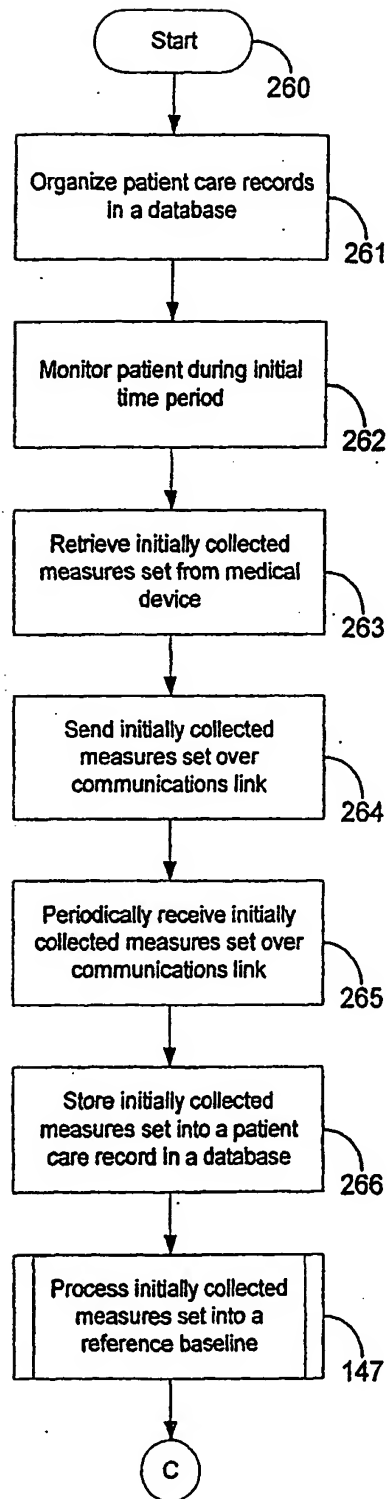 Start
260
Organize patient care records
in a database
261
Monitor patient during initial
time period
262
Retrieve initially collected
measures set from medical
device
263
Send initially collected
measures set over
communications link
264
Periodically receive initially
collected measures set over
communications link
265
Store initially collected
measures set into a patient
care record in a database
266
Process initially collected
measures set into a
reference baseline
147
C